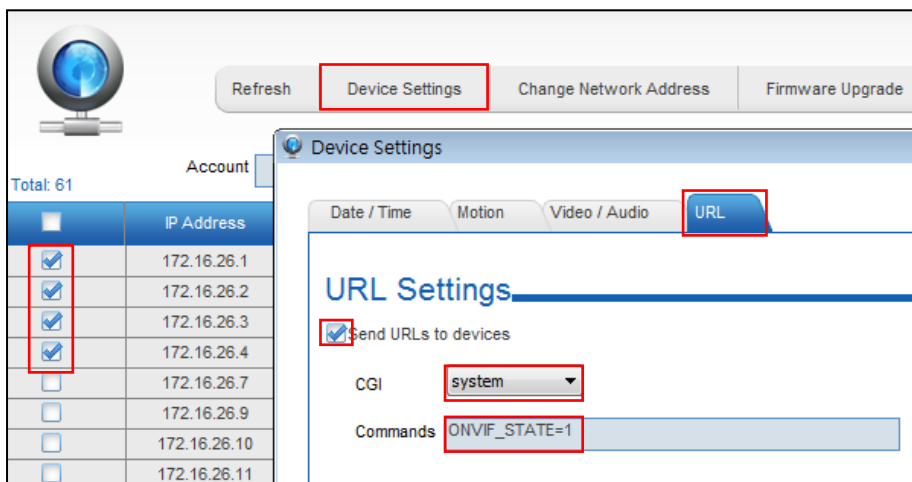 Refresh Device Settings Change Network Address Firmware Upgrade
Device Settings
Account
Total: 61
Date / Time Motion Video / Audio URL
IP Address
172.16.26.1
172.16.26.2
172.16.26.3
172.16.26.4
172.16.26.7
172.16.26.9
172.16.26.10
172.16.26.11
URL Settings
Send URLs to devices
CGI system
Commands ONVIF_STATE=1